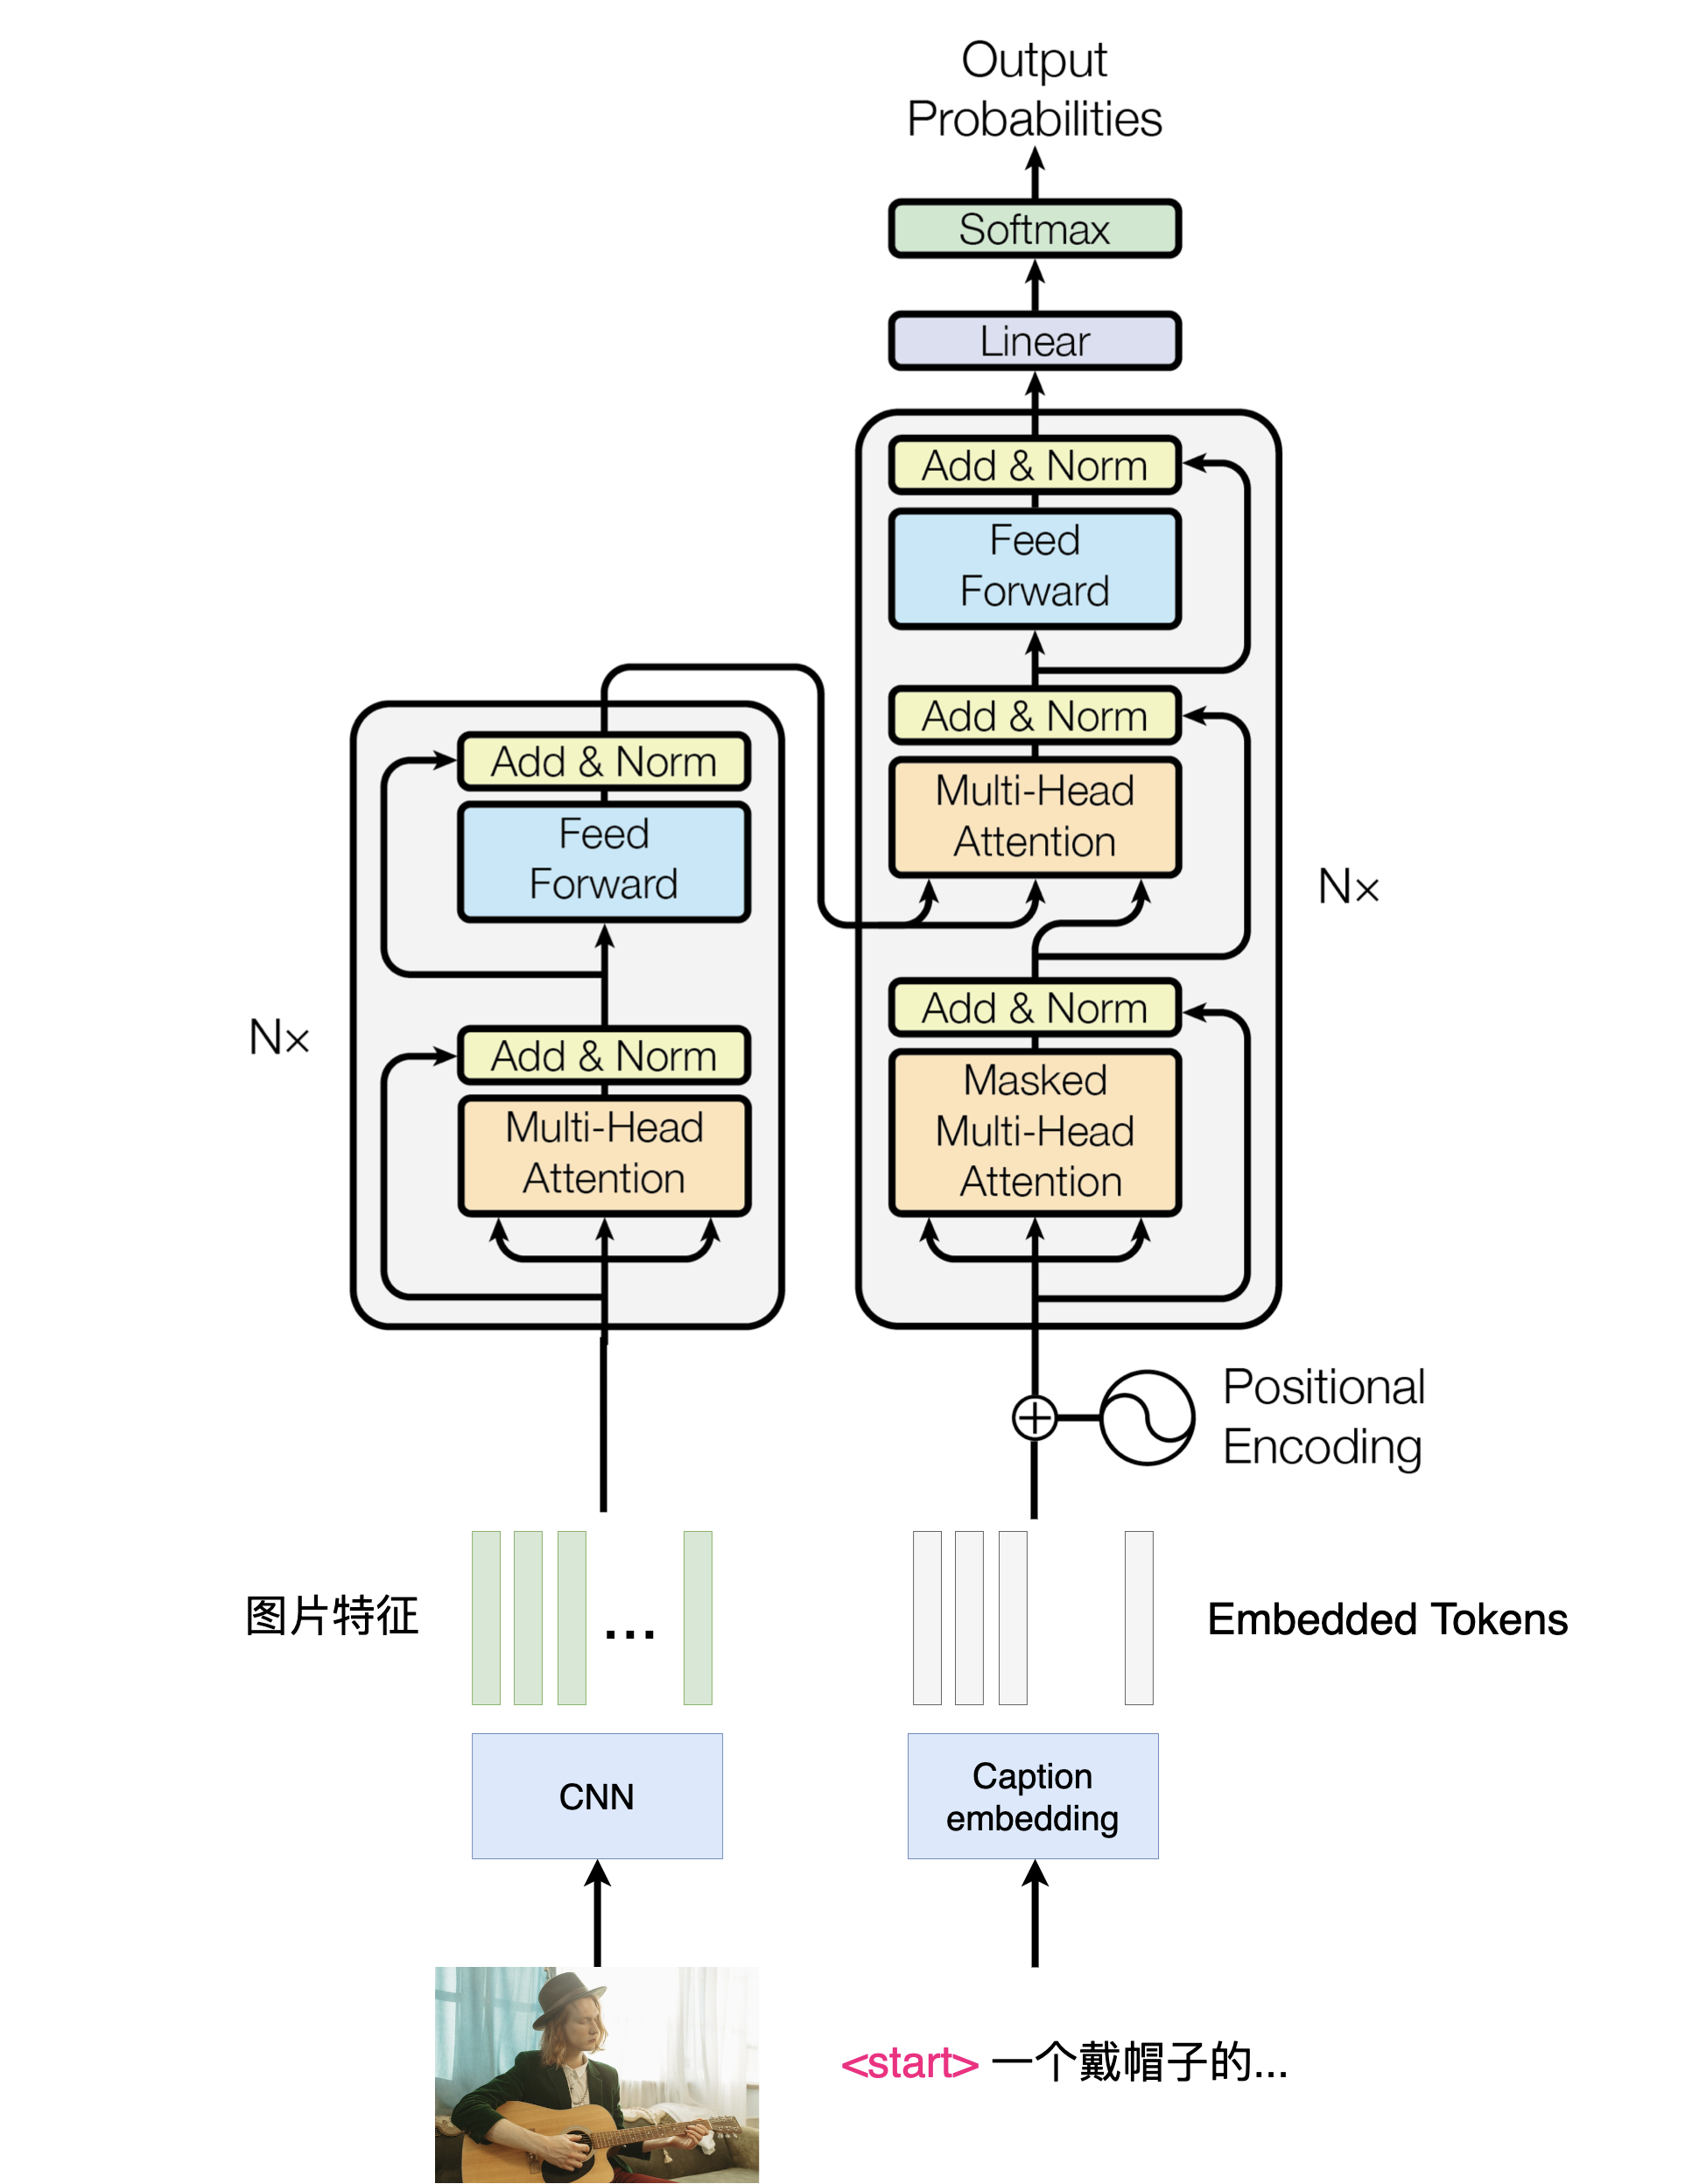 Output
Probabilities
Softmax
Linear
Add & Norm
Feed
Forward
Add & Norm
Multi-Head
Attention
N×
Add & Norm
Masked
Multi-Head
Attention
Add & Norm
Feed
Forward
N×
Add & Norm
Multi-Head
Attention
Positional
Encoding
图片特征
...
Embedded Tokens
CNN
Caption
embedding
<start> 一个戴帽子的...